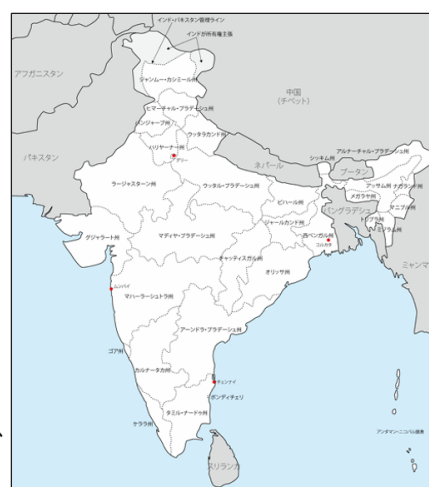 インド・パキスタン管理ライン
インドが所有権主張
アフガニスタン
ジャンムー・カシミール州
中国
(チベット)
ヒマーチャル・プラデーシュ州
パンジャーブ州
ウッタラカンド州
ハリヤーナー州
デリー
パキスタン
ネパール
シッキム州
アルナーチャル・プラデーシュ州
ブータン
アッサム州
ナガランド州
メガラヤ州
マニプル州
ラージャスターン州
ウッタル・プラデーシュ州
ビハール州
バングラデシュ
トリプラ州
ミゾラム州
ジャールカンド州
西ベンガル州
コルカタ
グジャラート州
マディヤ・プラデーシュ州
チャッティスガル州
オリッサ州
ミャンマ
ムンバイ
マハーラーシュトラ州
アーンドラ・プラデーシュ州
ゴア州
カルナータカ州
チェンナイ
ポンディチェリ
タミル・ナードゥ州
ケララ州
アンダマン・ニコバル諸島
スリランカ